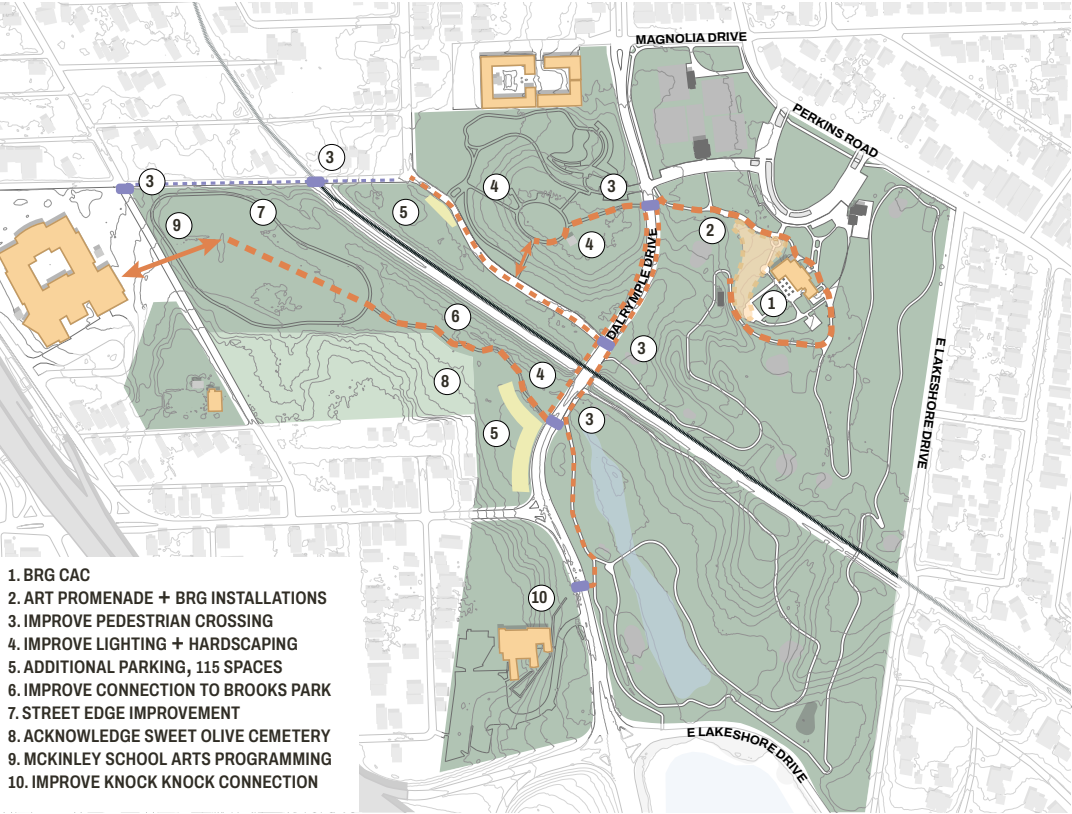 MAGNOLIA DRIVE
PERKINS ROAD
3
3
4
3
5
7
9
4
2
DALRYMPLE DRIVE
1
6
3
E LAKESHORE DRIVE
4
8
5
3
10
E LAKESHORE DRIVE
1. BRG CAC
2. ART PROMENADE + BRG INSTALLATIONS
3. IMPROVE PEDESTRIAN CROSSING
4. IMPROVE LIGHTING + HARDSCAPING
5. ADDITIONAL PARKING, 115 SPACES
6. IMPROVE CONNECTION TO BROOKS PARK
7. STREET EDGE IMPROVEMENT
8. ACKNOWLEDGE SWEET OLIVE CEMETERY
9. MCKINLEY SCHOOL ARTS PROGRAMMING
10. IMPROVE KNOCK KNOCK CONNECTION